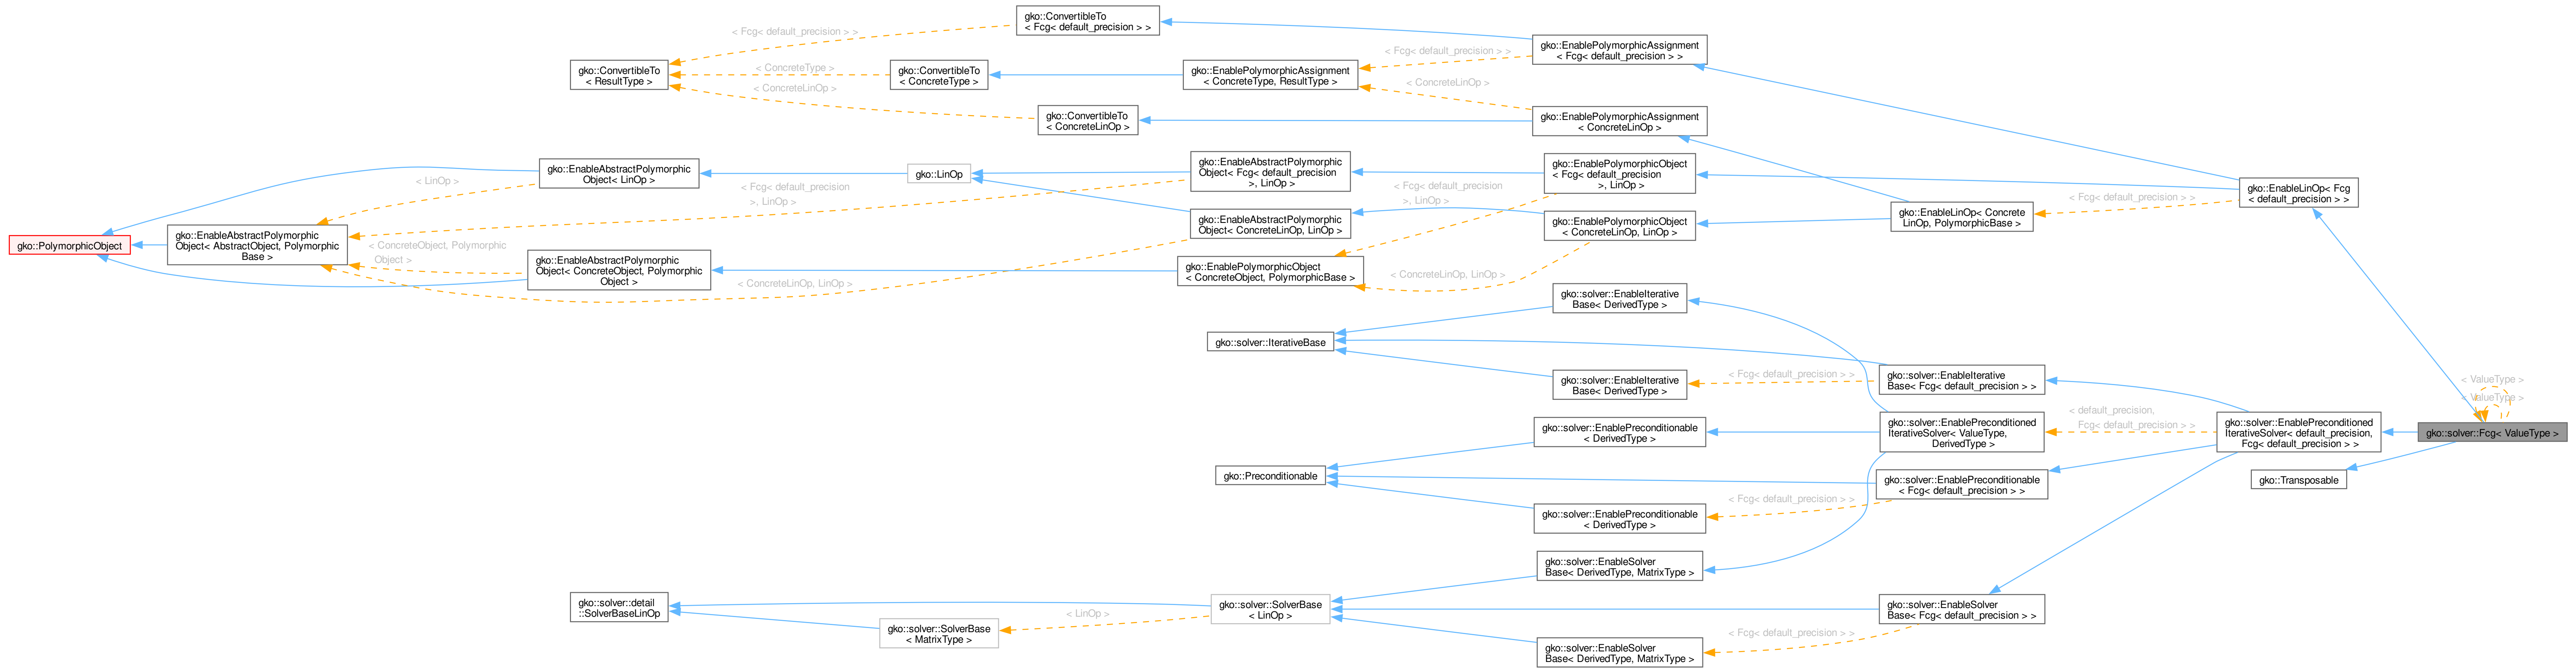 gko::ConvertibleTo
< Fcg< default_precision > >
< Fcg< default_precision > >
gko::EnablePolymorphicAssignment
< Fcg< default_precision > >
< Fcg< default_precision > >
gko::ConvertibleTo
< ResultType >
< ConcreteType >
gko::ConvertibleTo
< ConcreteType >
gko::EnablePolymorphicAssignment
< ConcreteType, ResultType >
< ConcreteLinOp >
< ConcreteLinOp >
gko::ConvertibleTo
< ConcreteLinOp >
gko::EnablePolymorphicAssignment
< ConcreteLinOp >
gko::EnableAbstractPolymorphic
Object< LinOp >
gko::LinOp
gko::EnableAbstractPolymorphic
Object< Fcg< default_precision
>, LinOp >
gko::EnablePolymorphicObject
< Fcg< default_precision
>, LinOp >
< LinOp >
< Fcg< default_precision
>, LinOp >
< Fcg< default_precision
>, LinOp >
gko::EnableLinOp< Fcg
< default_precision > >
< Fcg< default_precision > >
gko::EnableLinOp< Concrete
LinOp, PolymorphicBase >
gko::EnableAbstractPolymorphic
Object< ConcreteLinOp, LinOp >
gko::EnablePolymorphicObject
< ConcreteLinOp, LinOp >
gko::PolymorphicObject
gko::EnableAbstractPolymorphic
Object< AbstractObject, Polymorphic
Base >
< ConcreteObject, Polymorphic
Object >
gko::EnableAbstractPolymorphic
Object< ConcreteObject, Polymorphic
Object >
< ConcreteLinOp, LinOp >
gko::EnablePolymorphicObject
< ConcreteObject, PolymorphicBase >
< ConcreteLinOp, LinOp >
gko::solver::EnableIterative
Base< DerivedType >
gko::solver::IterativeBase
gko::solver::EnableIterative
Base< DerivedType >
< Fcg< default_precision > >
gko::solver::EnableIterative
Base< Fcg< default_precision > >
< ValueType >
< ValueType >
gko::solver::EnablePreconditionable
< DerivedType >
gko::solver::EnablePreconditioned
IterativeSolver< ValueType,
DerivedType >
< default_precision,
Fcg< default_precision > >
gko::solver::EnablePreconditioned
IterativeSolver< default_precision,
Fcg< default_precision > >
gko::solver::Fcg< ValueType >
gko::Transposable
gko::Preconditionable
gko::solver::EnablePreconditionable
< Fcg< default_precision > >
< Fcg< default_precision > >
gko::solver::EnablePreconditionable
< DerivedType >
gko::solver::EnableSolver
Base< DerivedType, MatrixType >
gko::solver::detail
::SolverBaseLinOp
gko::solver::SolverBase
< LinOp >
gko::solver::EnableSolver
Base< Fcg< default_precision > >
< LinOp >
gko::solver::SolverBase
< MatrixType >
< Fcg< default_precision > >
gko::solver::EnableSolver
Base< DerivedType, MatrixType >